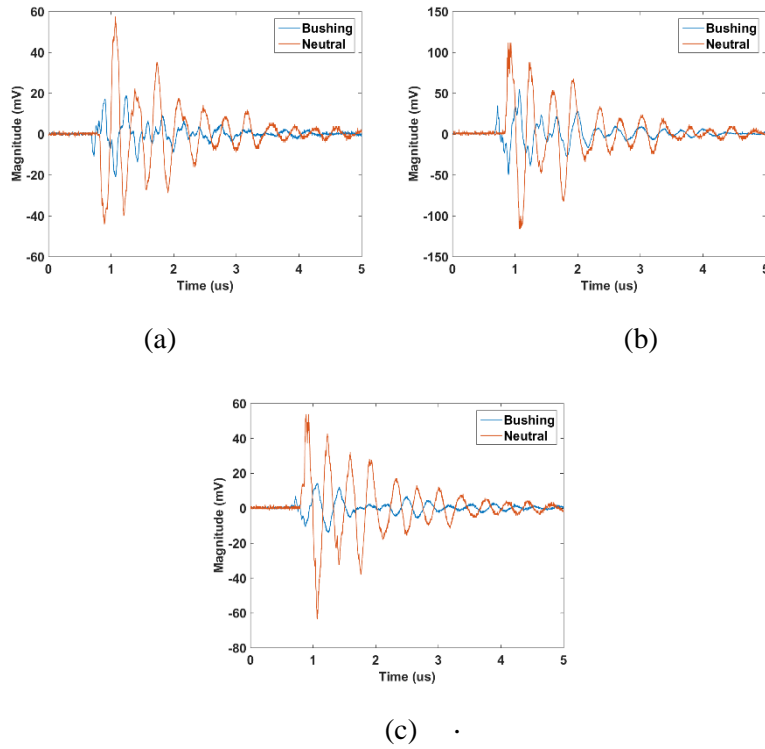 60
40
20
0
-20
-40
-60
Magnitude (mV)
0 1 2 3 4 5
Time (us)
Bushing
Neutral
(a)
150
100
50
0
-50
-100
-150
Magnitude (mV)
0 1 2 3 4 5
Time (us)
Bushing
Neutral
(b)
60
40
20
0
-20
-40
-60
-80
Magnitude (mV)
0 1 2 3 4 5
Time (us)
Bushing
Neutral
(c) .